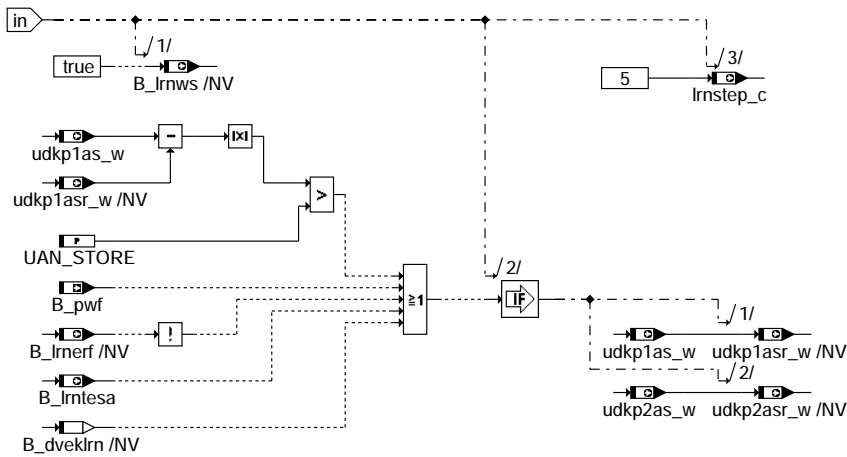 in
/1/
true
B_lrnws /NV
/3/
5
lrnstep_c
udkp1as_w
-
|x|
udkp1asr_w /NV
>
P
UAN_STORE
B_pwf
≥1
/2/
IF
B_lrnerf /NV
!
/1/
udkp1as_w
udkp1asr_w /NV
B_lrntesa
/2/
udkp2as_w
udkp2asr_w /NV
B_dveklrn /NV